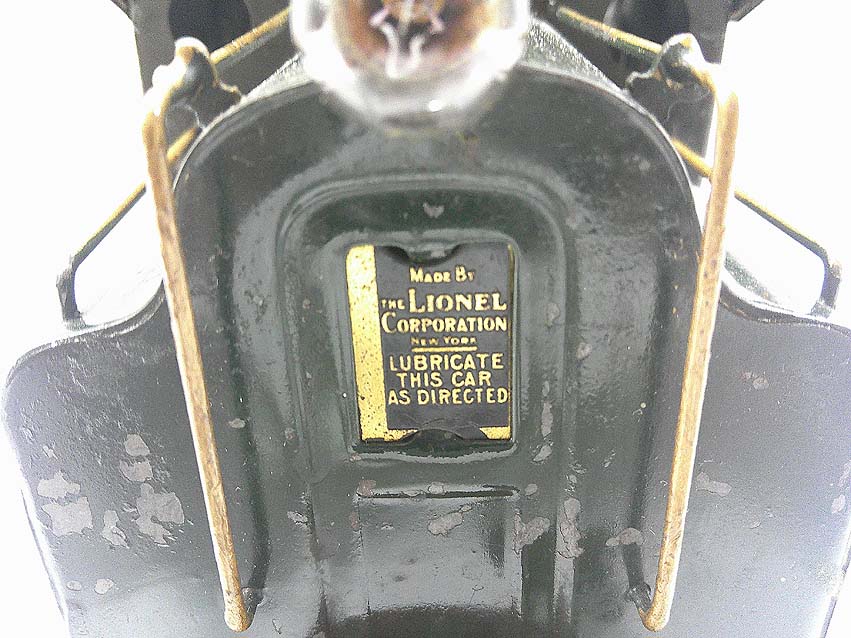 MADE BY
THE LIONEL
CORPORATION
NEW YORK
LUBRICATE
THIS CAR
AS DIRECTED